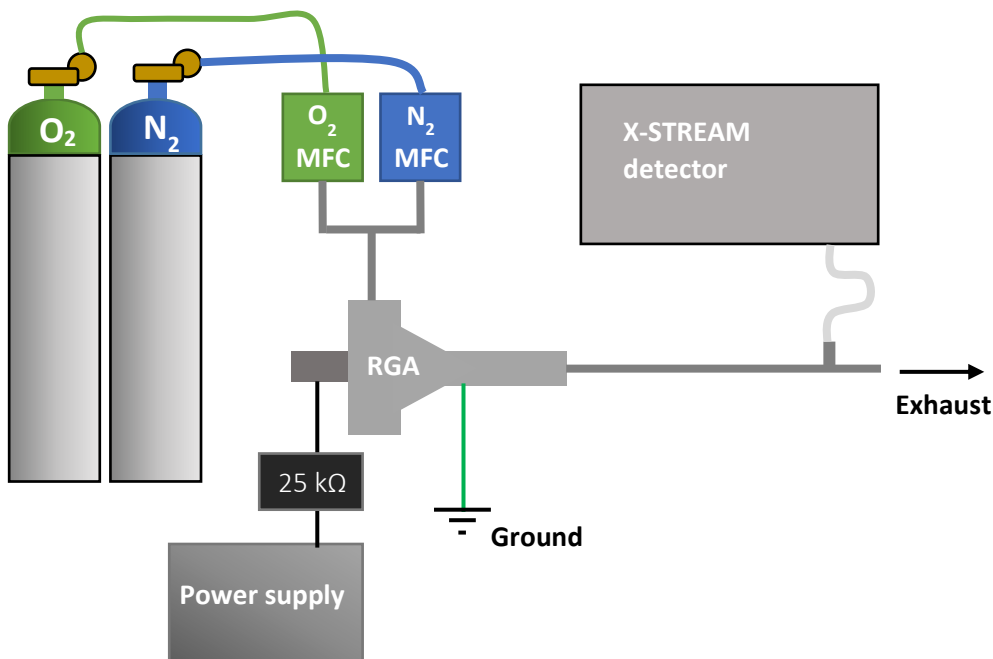 O₂
N₂
O₂
MFC
N₂
MFC
X-STREAM
detector
RGA
Exhaust
25 kΩ
Ground
Power supply